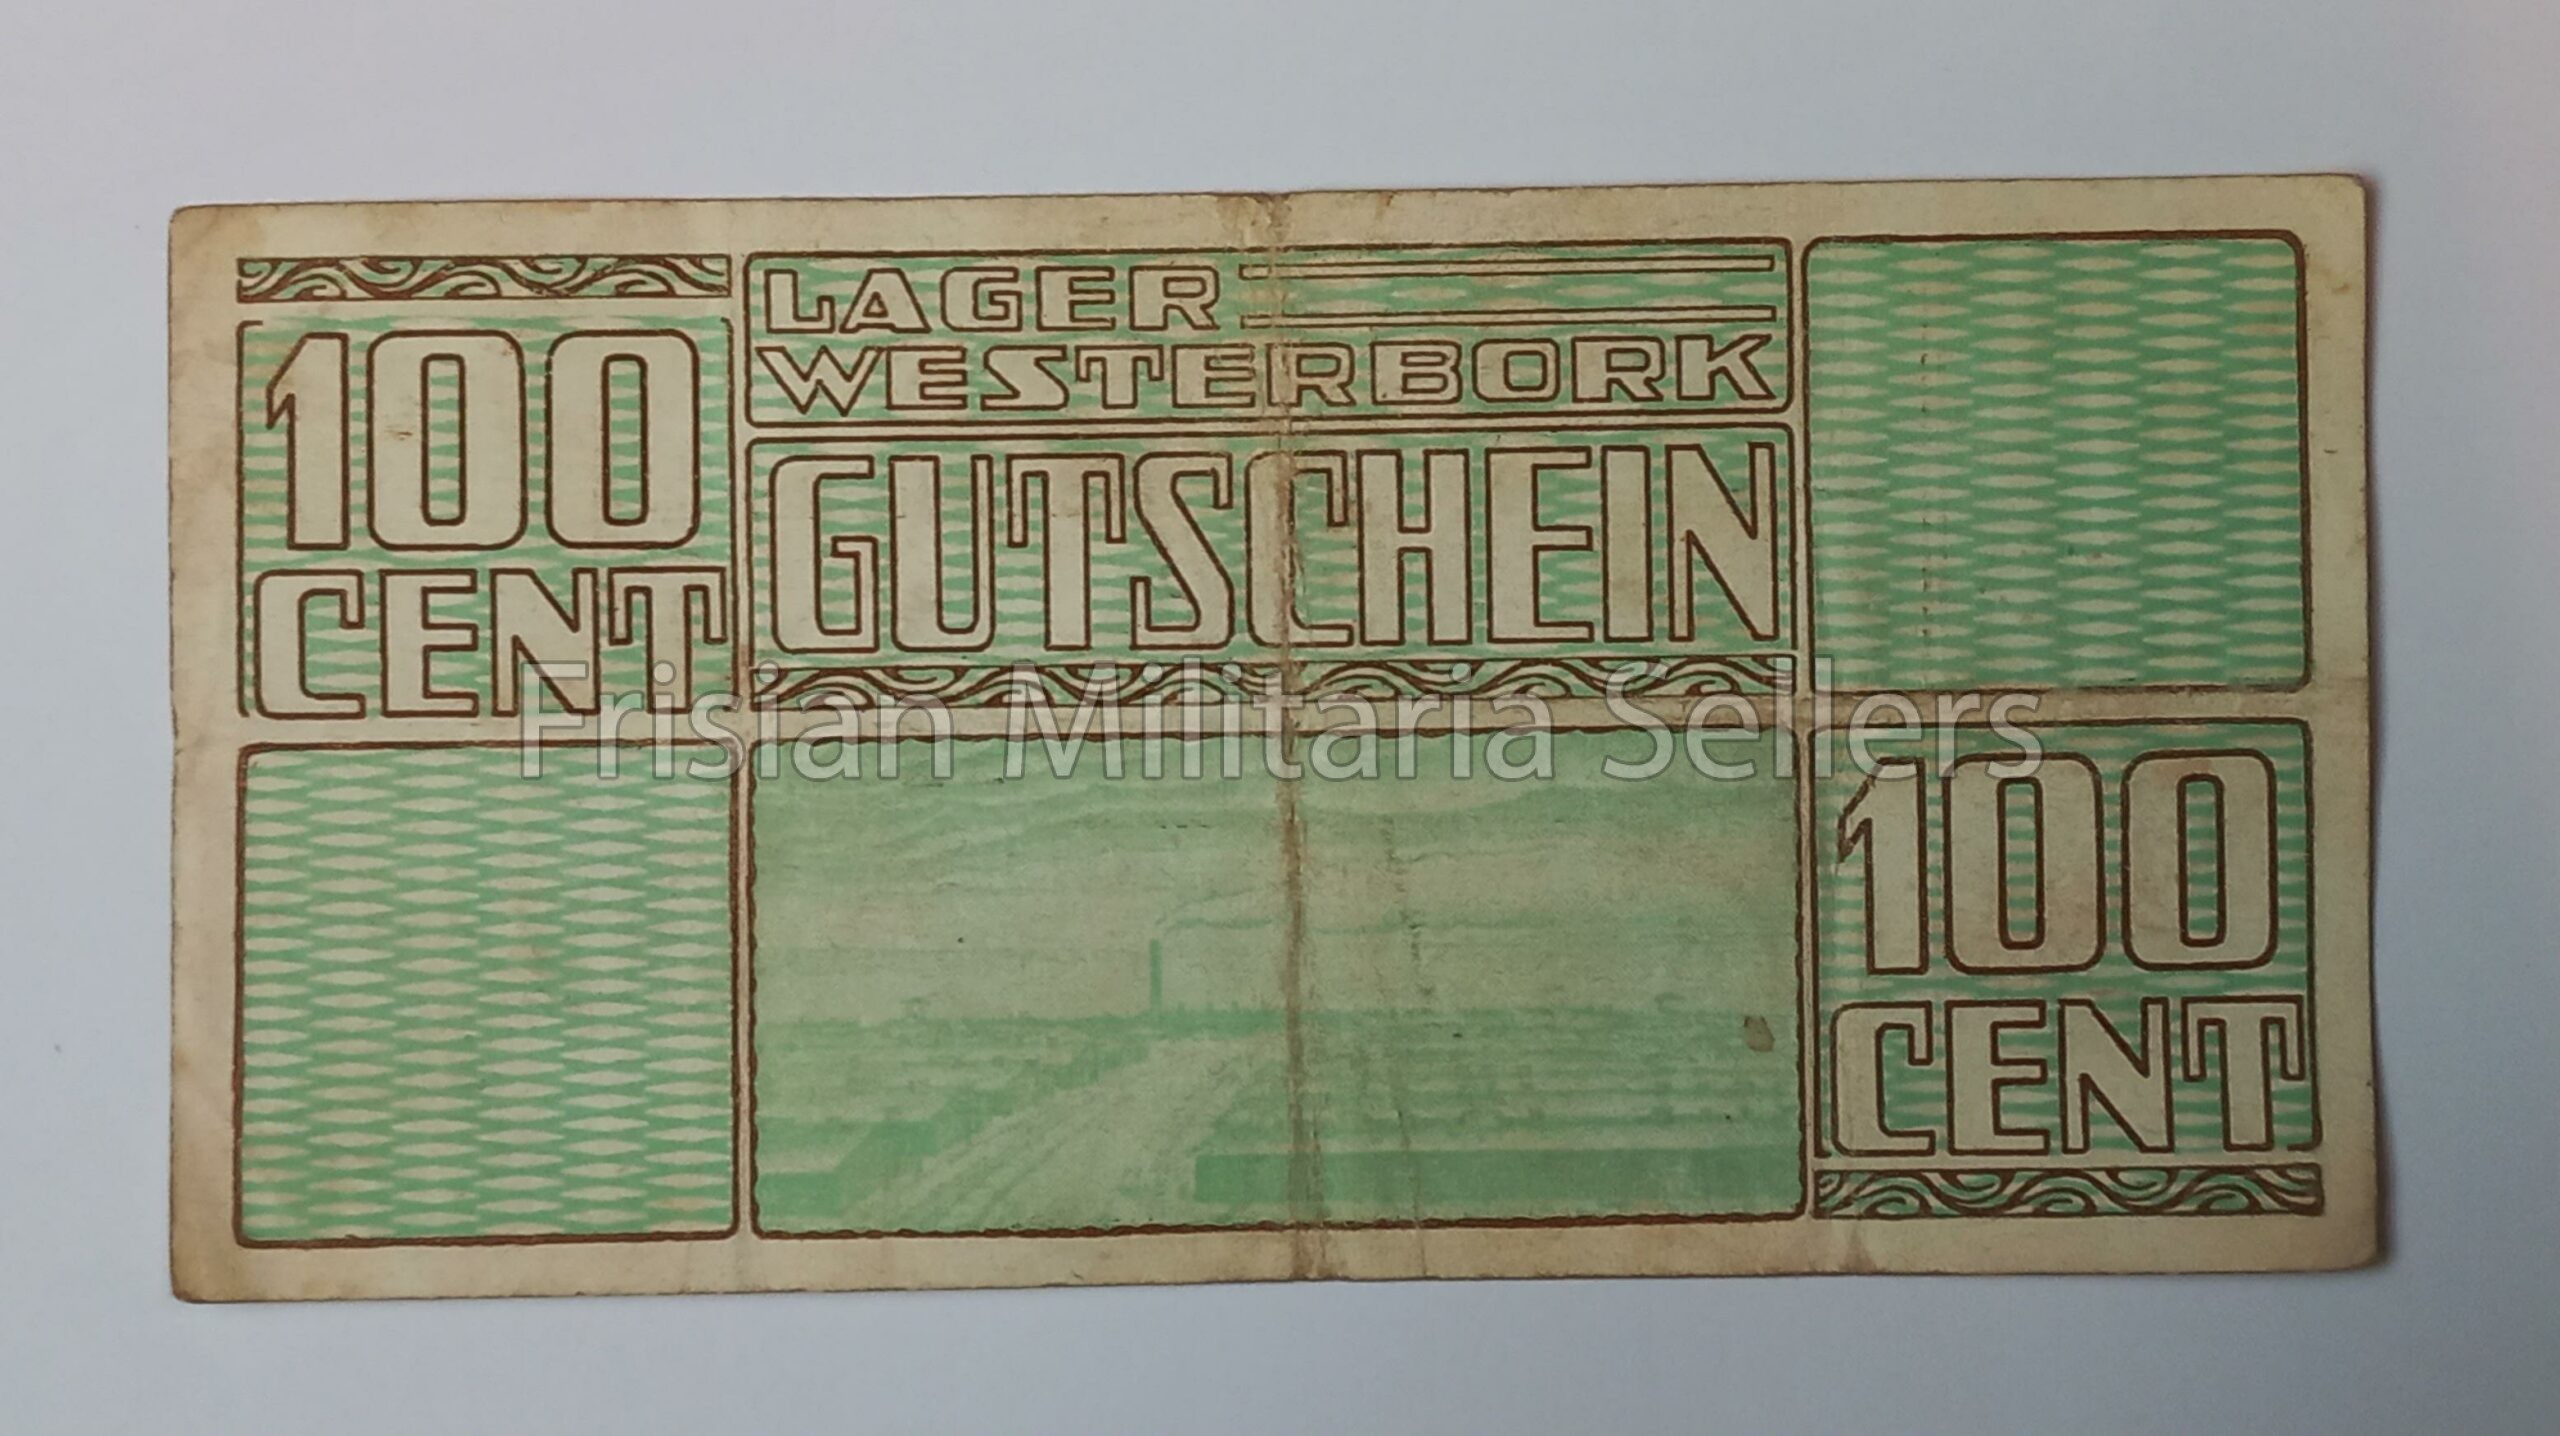 100
CENT
LAGER
WESTERBORK
GUTSCHEIN
Frisian Militaria Sellers
100
CENT